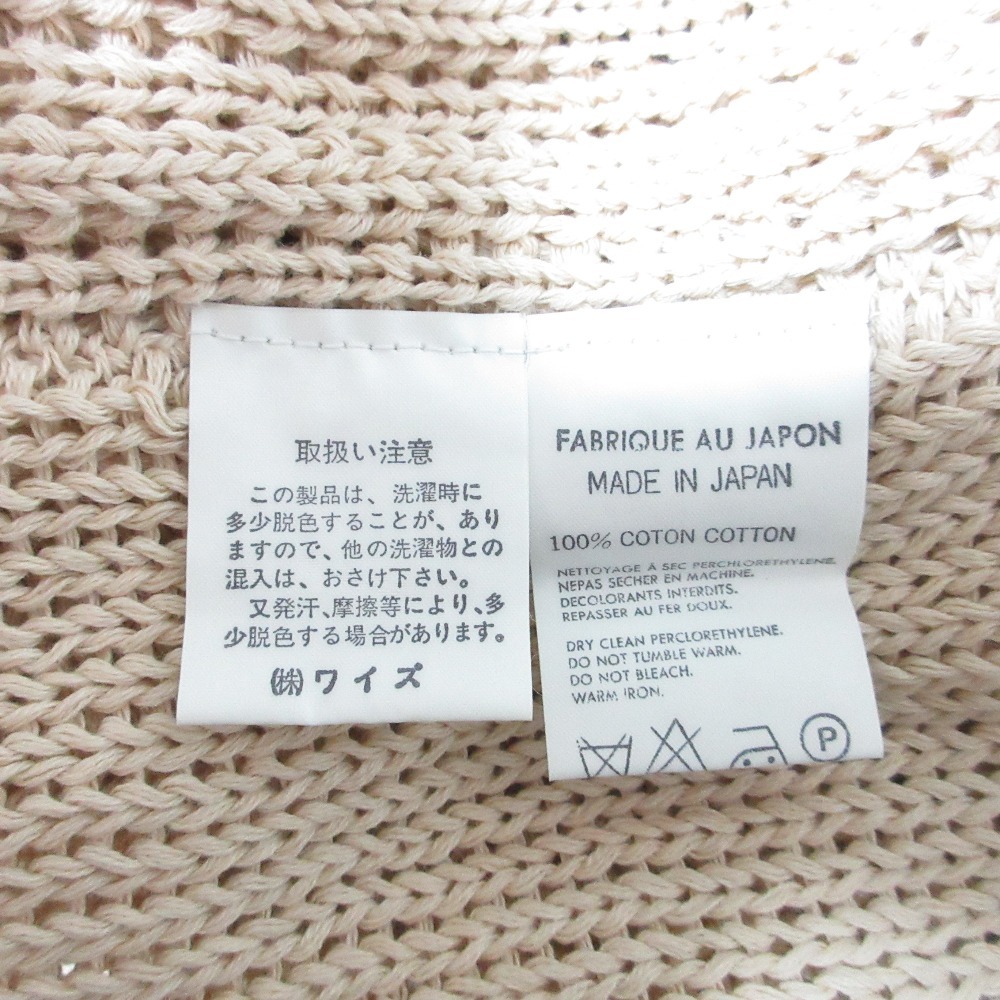 取扱い注意
この製品は、洗濯時に
多少脱色することが、あり
ますので、他の洗濯物との
混入は、おさけ下さい。
又発汗、摩擦等により、多
少脱色する場合があります。
㈱ワイズ
FABRIQUE AU JAPON
MADE IN JAPAN
100% COTON COTTON
NETTOYAGE À SEC PERCHLORETHYLENE.
NEPAS SECHER EN MACHINE.
DECOLORANTS INTERDITS.
REPASSER AU FER DOUX.
DRY CLEAN PERCLORETHYLENE.
DO NOT TUMBLE WARM.
DO NOT BLEACH.
WARM IRON.
P